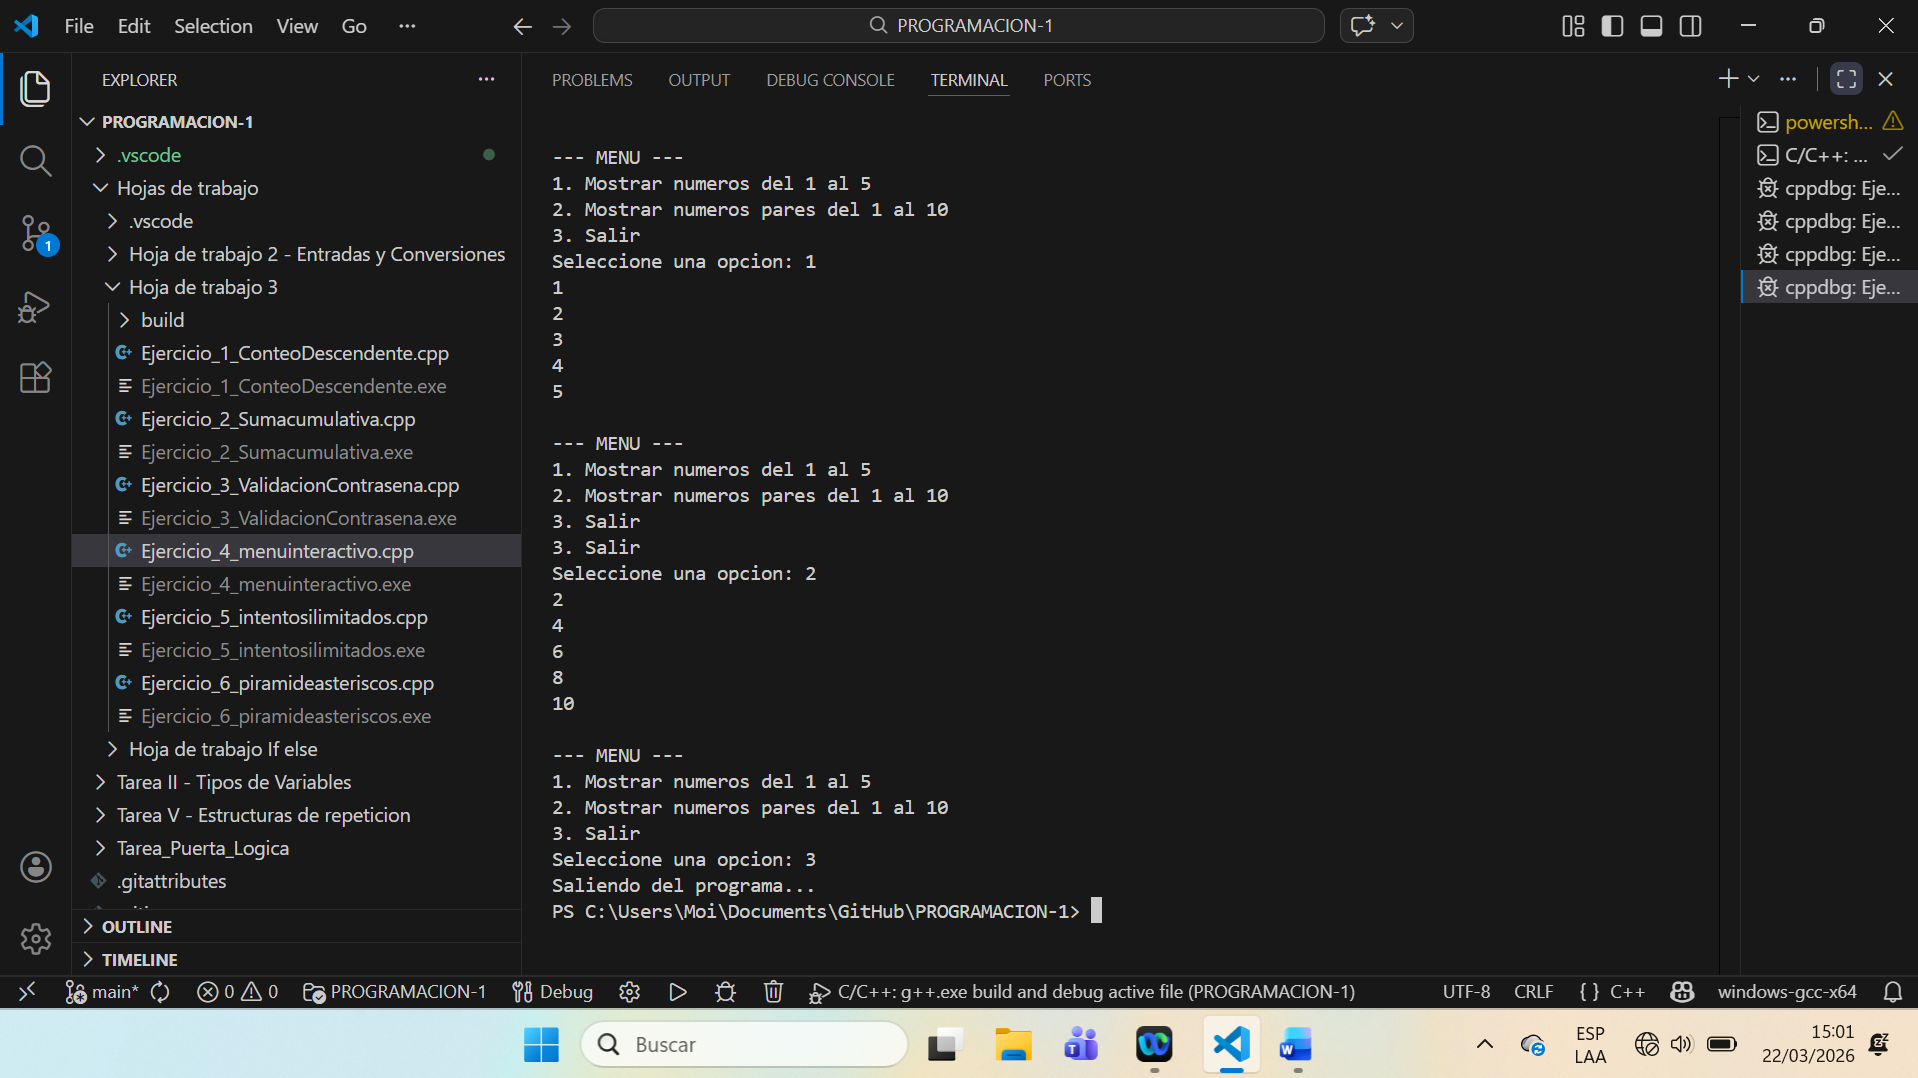 File Edit Selection View Go ···
PROGRAMACION-1
EXPLORER
PROGRAMACION-1
.vscode
Hojas de trabajo
.vscode
Hoja de trabajo 2 - Entradas y Conversiones
Hoja de trabajo 3
build
Ejercicio_1_ConteoDescendente.cpp
Ejercicio_1_ConteoDescendente.exe
Ejercicio_2_Sumacumulativa.cpp
Ejercicio_2_Sumacumulativa.exe
Ejercicio_3_ValidacionContrasena.cpp
Ejercicio_3_ValidacionContrasena.exe
Ejercicio_4_menuinteractivo.cpp
Ejercicio_4_menuinteractivo.exe
Ejercicio_5_intentosilimitados.cpp
Ejercicio_5_intentosilimitados.exe
Ejercicio_6_piramideasteriscos.cpp
Ejercicio_6_piramideasteriscos.exe
Hoja de trabajo If else
Tarea II - Tipos de Variables
Tarea V - Estructuras de repeticion
Tarea_Puerta_Logica
.gitattributes
OUTLINE
TIMELINE
1
PROBLEMS OUTPUT DEBUG CONSOLE TERMINAL PORTS
--- MENU ---
1. Mostrar numeros del 1 al 5
2. Mostrar numeros pares del 1 al 10
3. Salir
Seleccione una opcion: 1
1
2
3
4
5
--- MENU ---
1. Mostrar numeros del 1 al 5
2. Mostrar numeros pares del 1 al 10
3. Salir
3. Salir
Seleccione una opcion: 2
2
4
6
8
10
--- MENU ---
1. Mostrar numeros del 1 al 5
2. Mostrar numeros pares del 1 al 10
3. Salir
Seleccione una opcion: 3
Saliendo del programa...
PS C:\Users\Moi\Documents\GitHub\PROGRAMACION-1>
powersh...
C/C++: ...
cppdbg: Eje...
cppdbg: Eje...
cppdbg: Eje...
cppdbg: Eje...
main* 0 0 PROGRAMACION-1 Debug C/C++: g++.exe build and debug active file (PROGRAMACION-1) UTF-8 CRLF { } C++ windows-gcc-x64
Buscar
ESP
LAA
15:01
22/03/2026